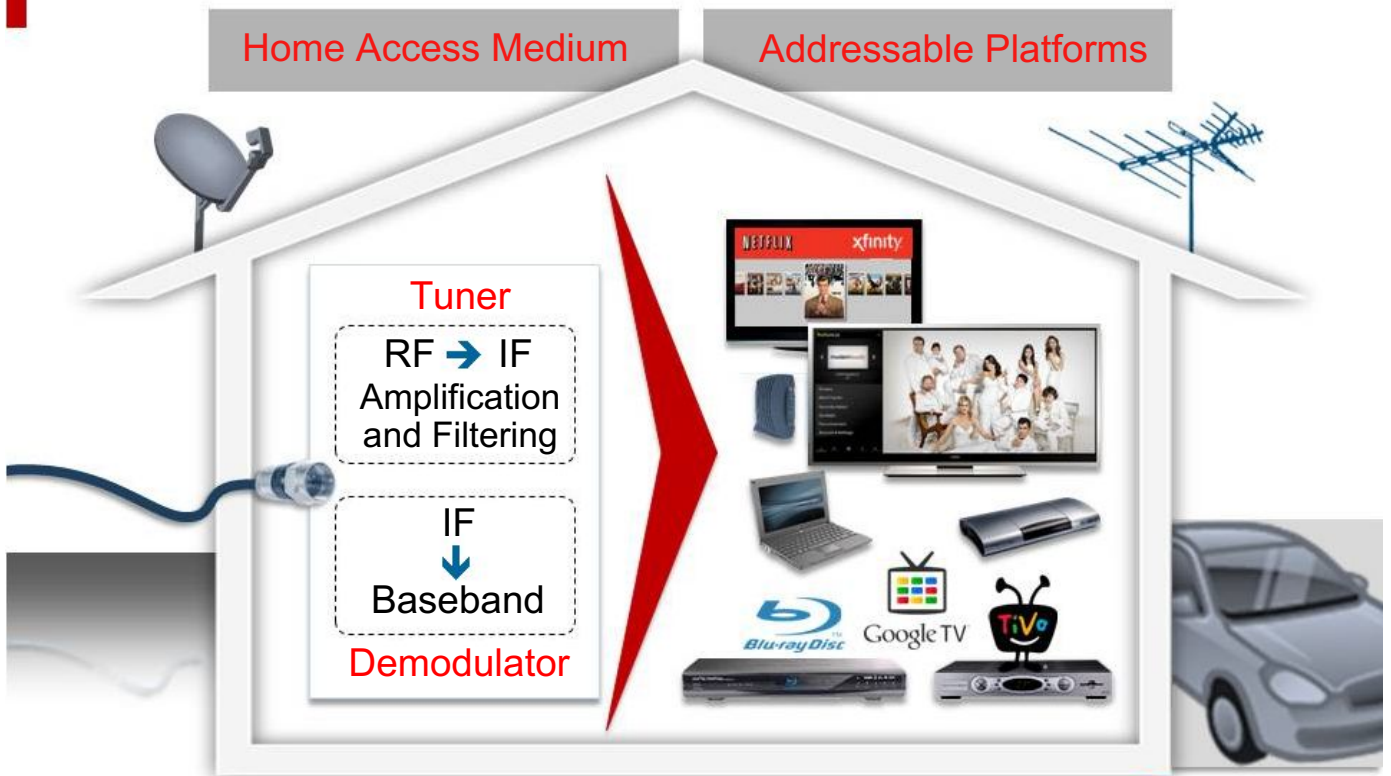 Home Access Medium
Addressable Platforms
Tuner
RF → IF
Amplification
and Filtering
IF
↓
Baseband
Demodulator
NETFLIX
xfinity
Blu-ray Disc
TM
Google TV
TiVo